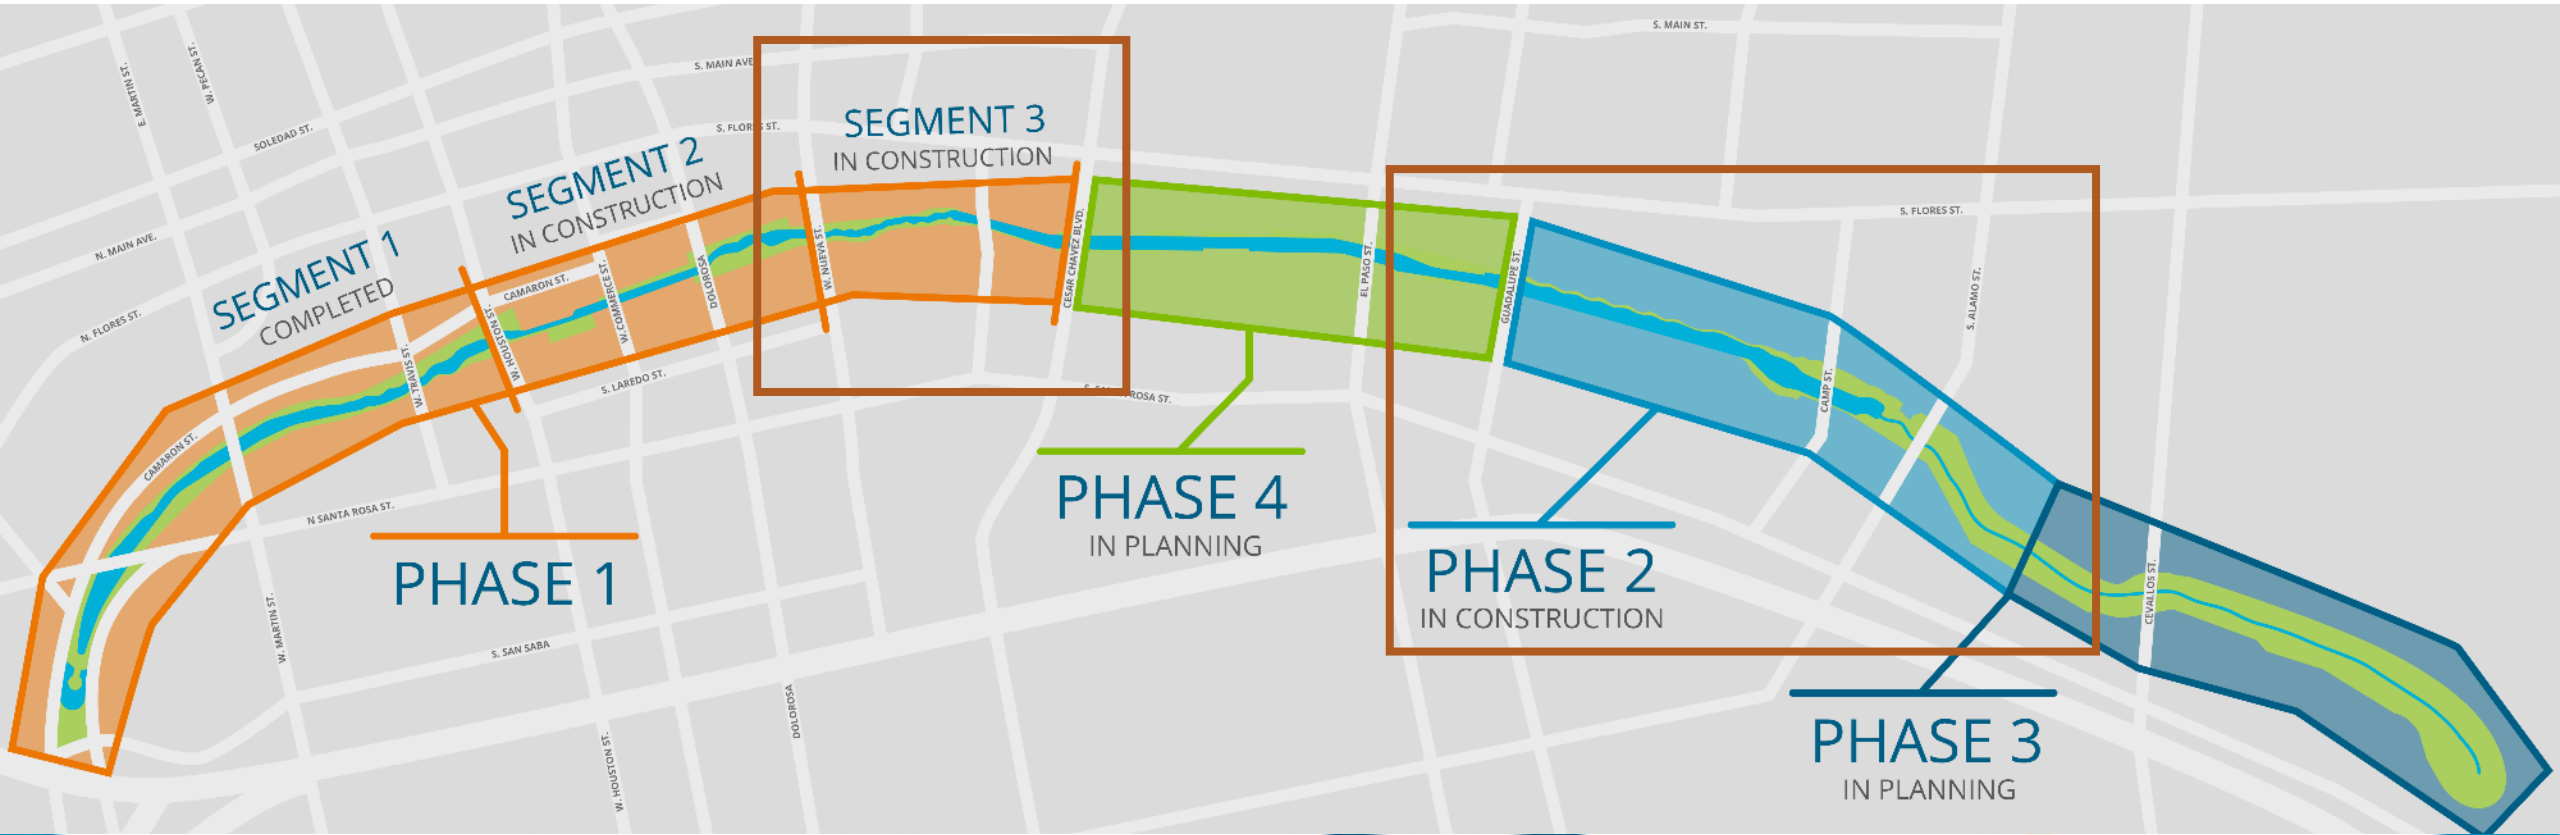 S. MAIN ST.
E. MARTIN ST.
W. PECAN ST.
S. MAIN AVE
SOLEDAD ST.
S. FLORES ST.
SEGMENT 3
IN CONSTRUCTION
SEGMENT 2
IN CONSTRUCTION
N. MAIN AVE.
SEGMENT 1
COMPLETED
N. FLORES ST.
CAMARON ST.
W.COMMERCE ST.
DOLOROSA
W. NUEVA ST.
CESAR CHAVEZ BLVD.
EL PASO ST.
GUADALUPE ST.
S. FLORES ST.
S. ALAMO ST.
W. TRAVIS ST.
W. HOUSTON ST.
S. LAREDO ST.
ROSA ST.
CAMP ST.
CAMARON ST.
N SANTA ROSA ST.
PHASE 4
IN PLANNING
PHASE 1
PHASE 2
IN CONSTRUCTION
CEVALLOS ST.
W. MARTIN ST.
S. SAN SABA
DOLOROSA
W. HOUSTON ST.
PHASE 3
IN PLANNING